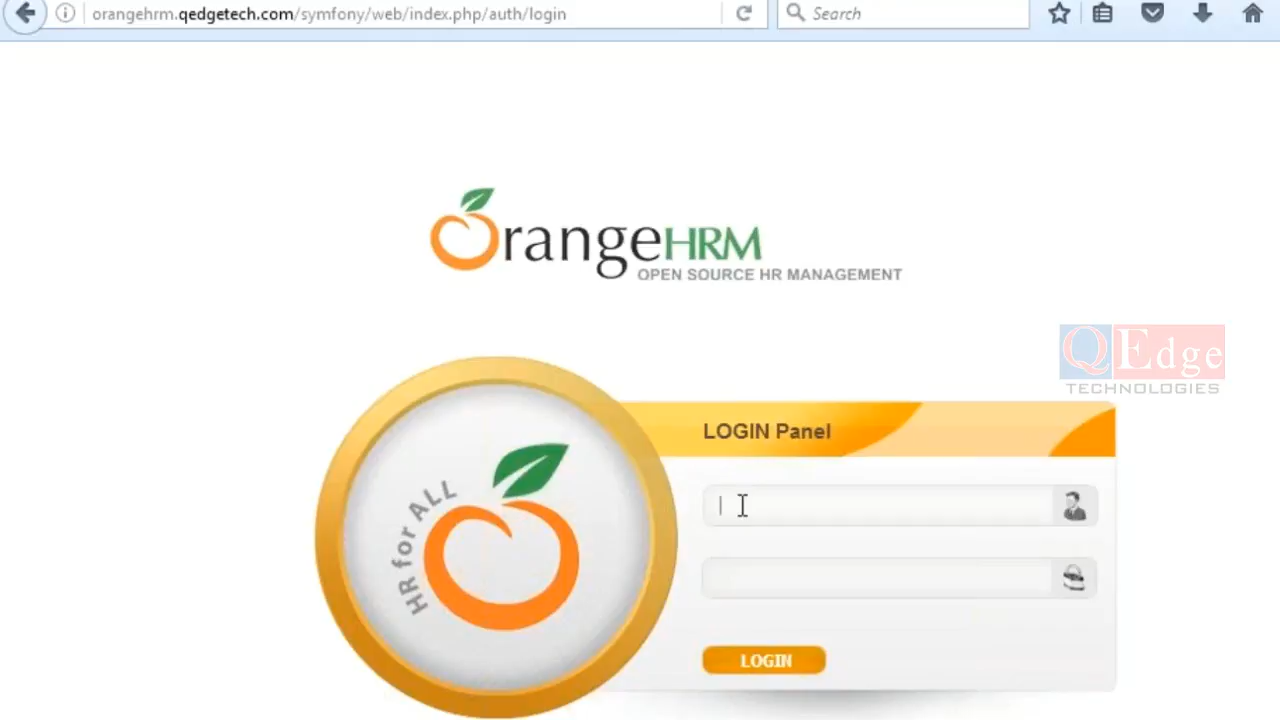 orangehrm.qedgetech.com/symfony/web/index.php/auth/login
Search
OrangeHRM
OPEN SOURCE HR MANAGEMENT
QEdge
TECHNOLOGIES
LOGIN Panel
HR for ALL
LOGIN